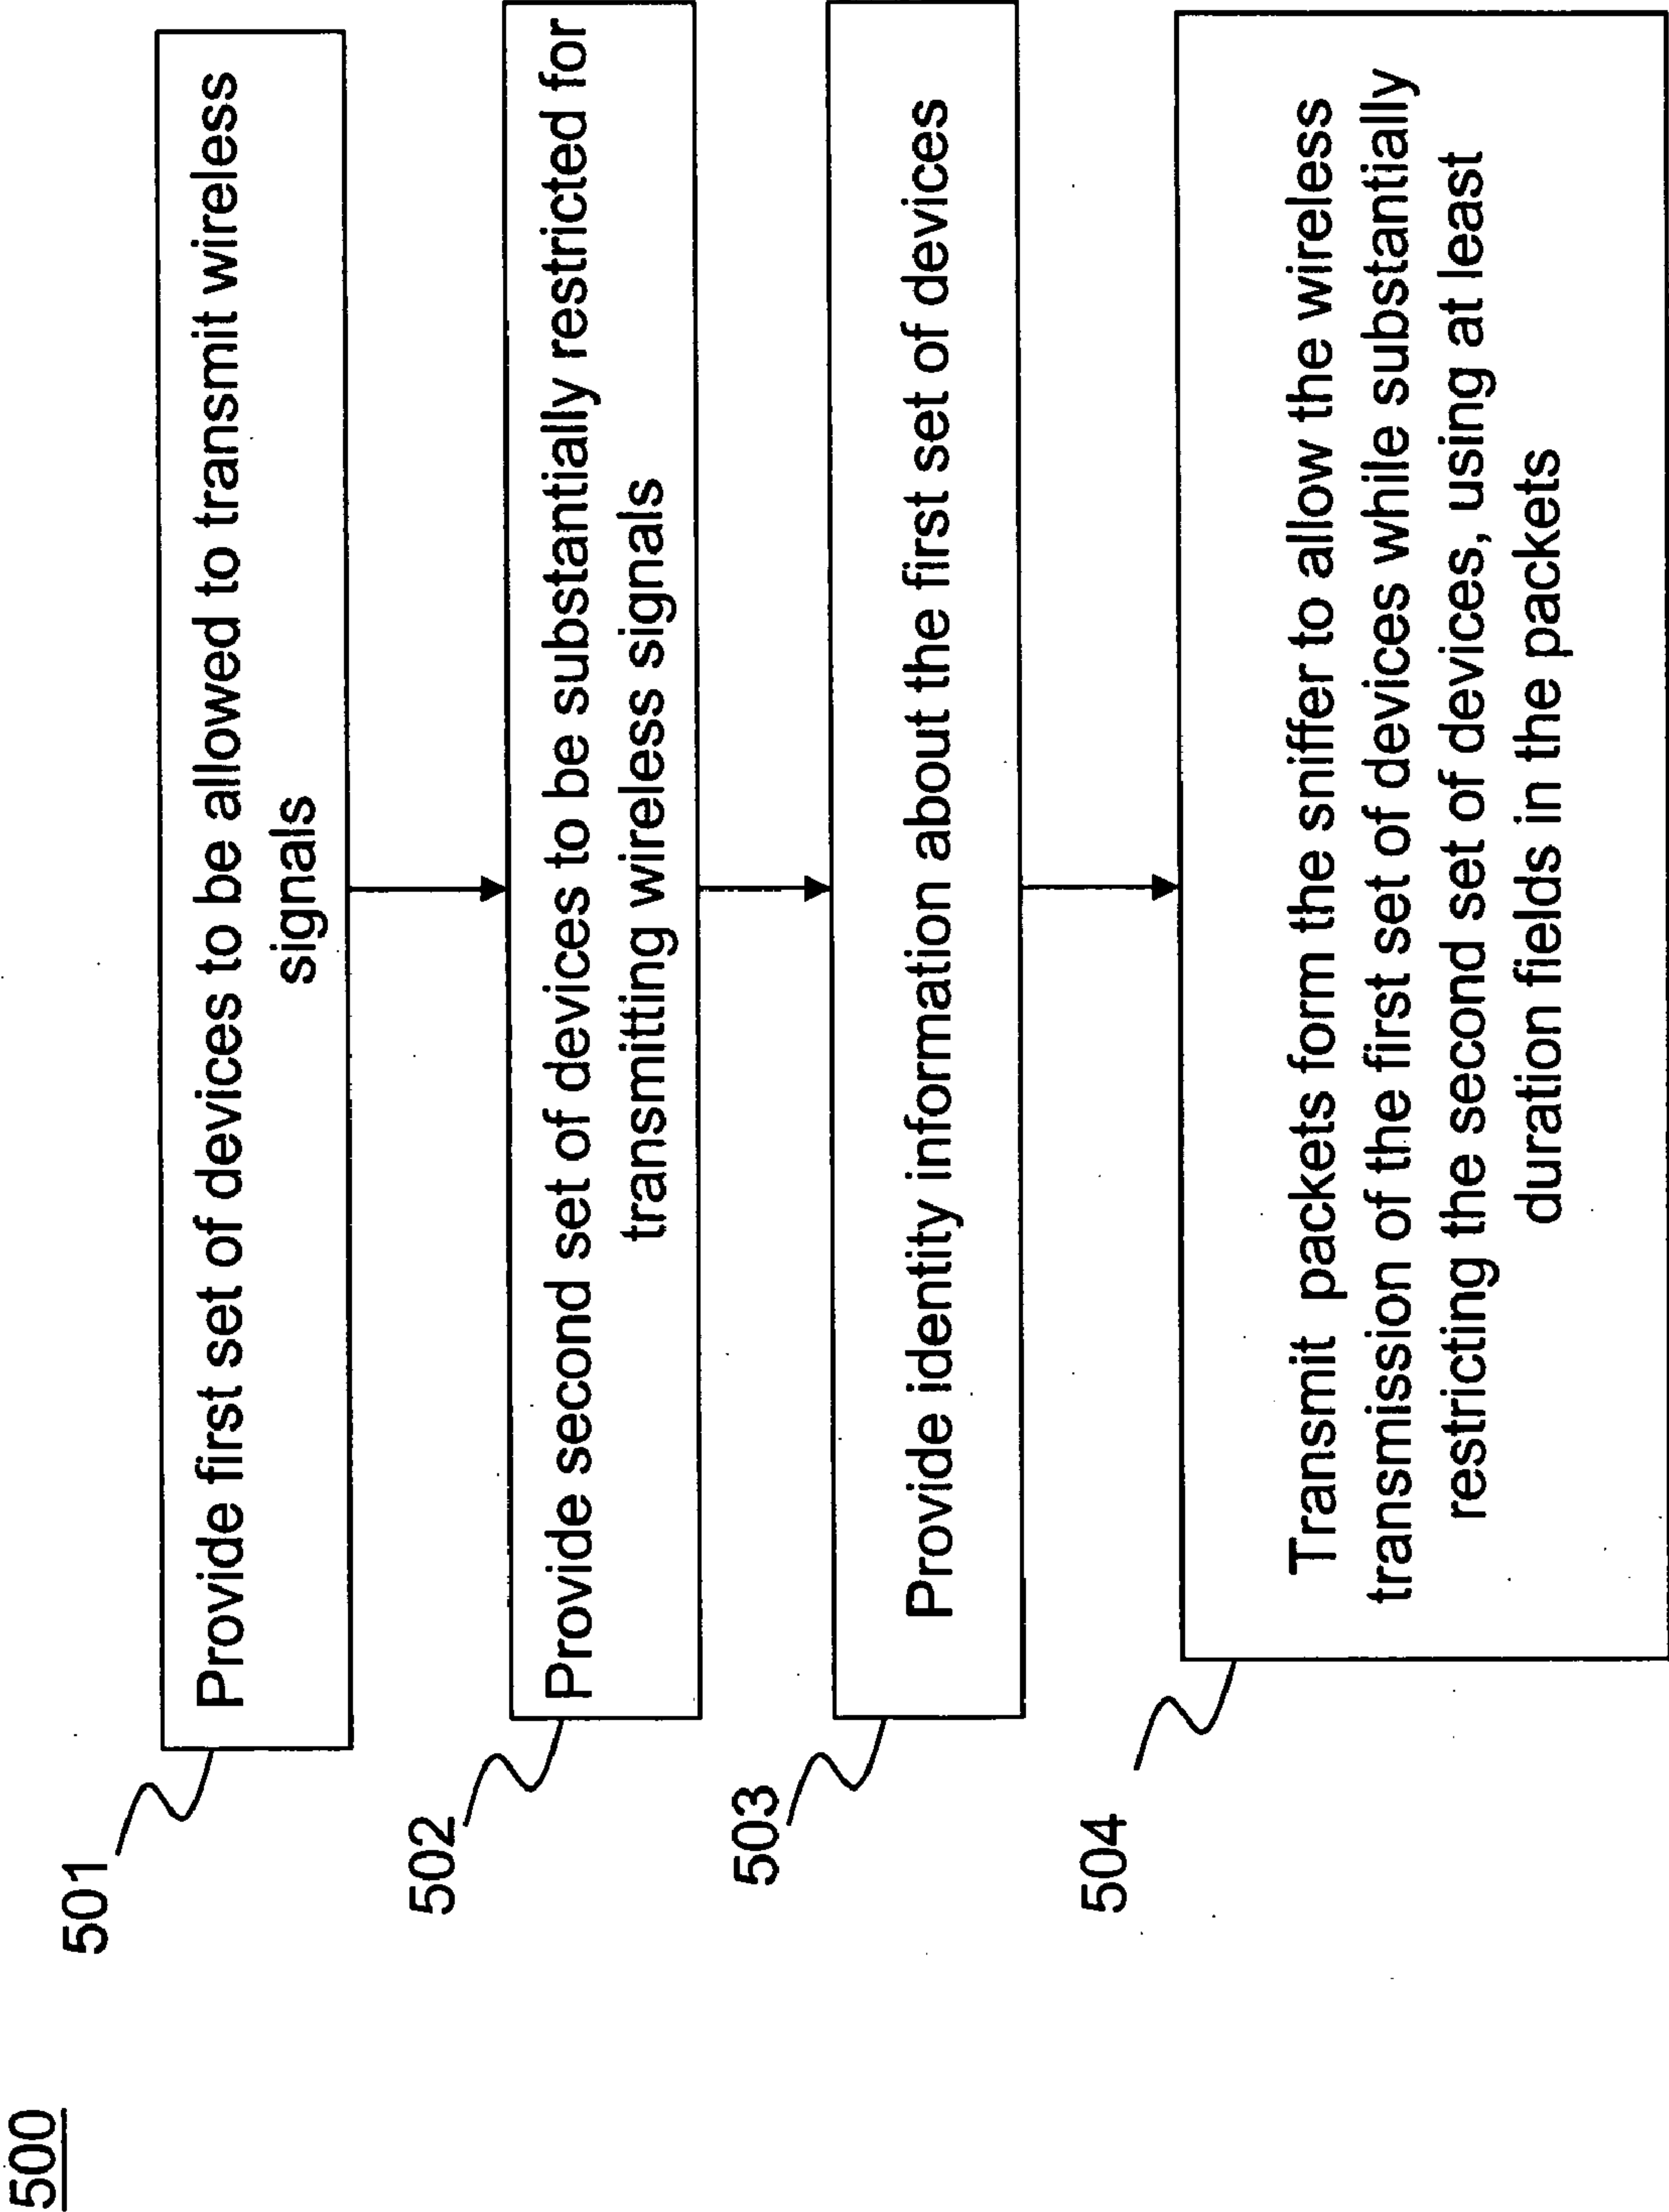 500
501
Provide first set of devices to be allowed to transmit wireless
signals
502
Provide second set of devices to be substantially restricted for
transmitting wireless signals
503
Provide identity information about the first set of devices
504
Transmit packets form the sniffer to allow the wireless
transmission of the first set of devices while substantially
restricting the second set of devices, using at least
duration fields in the packets